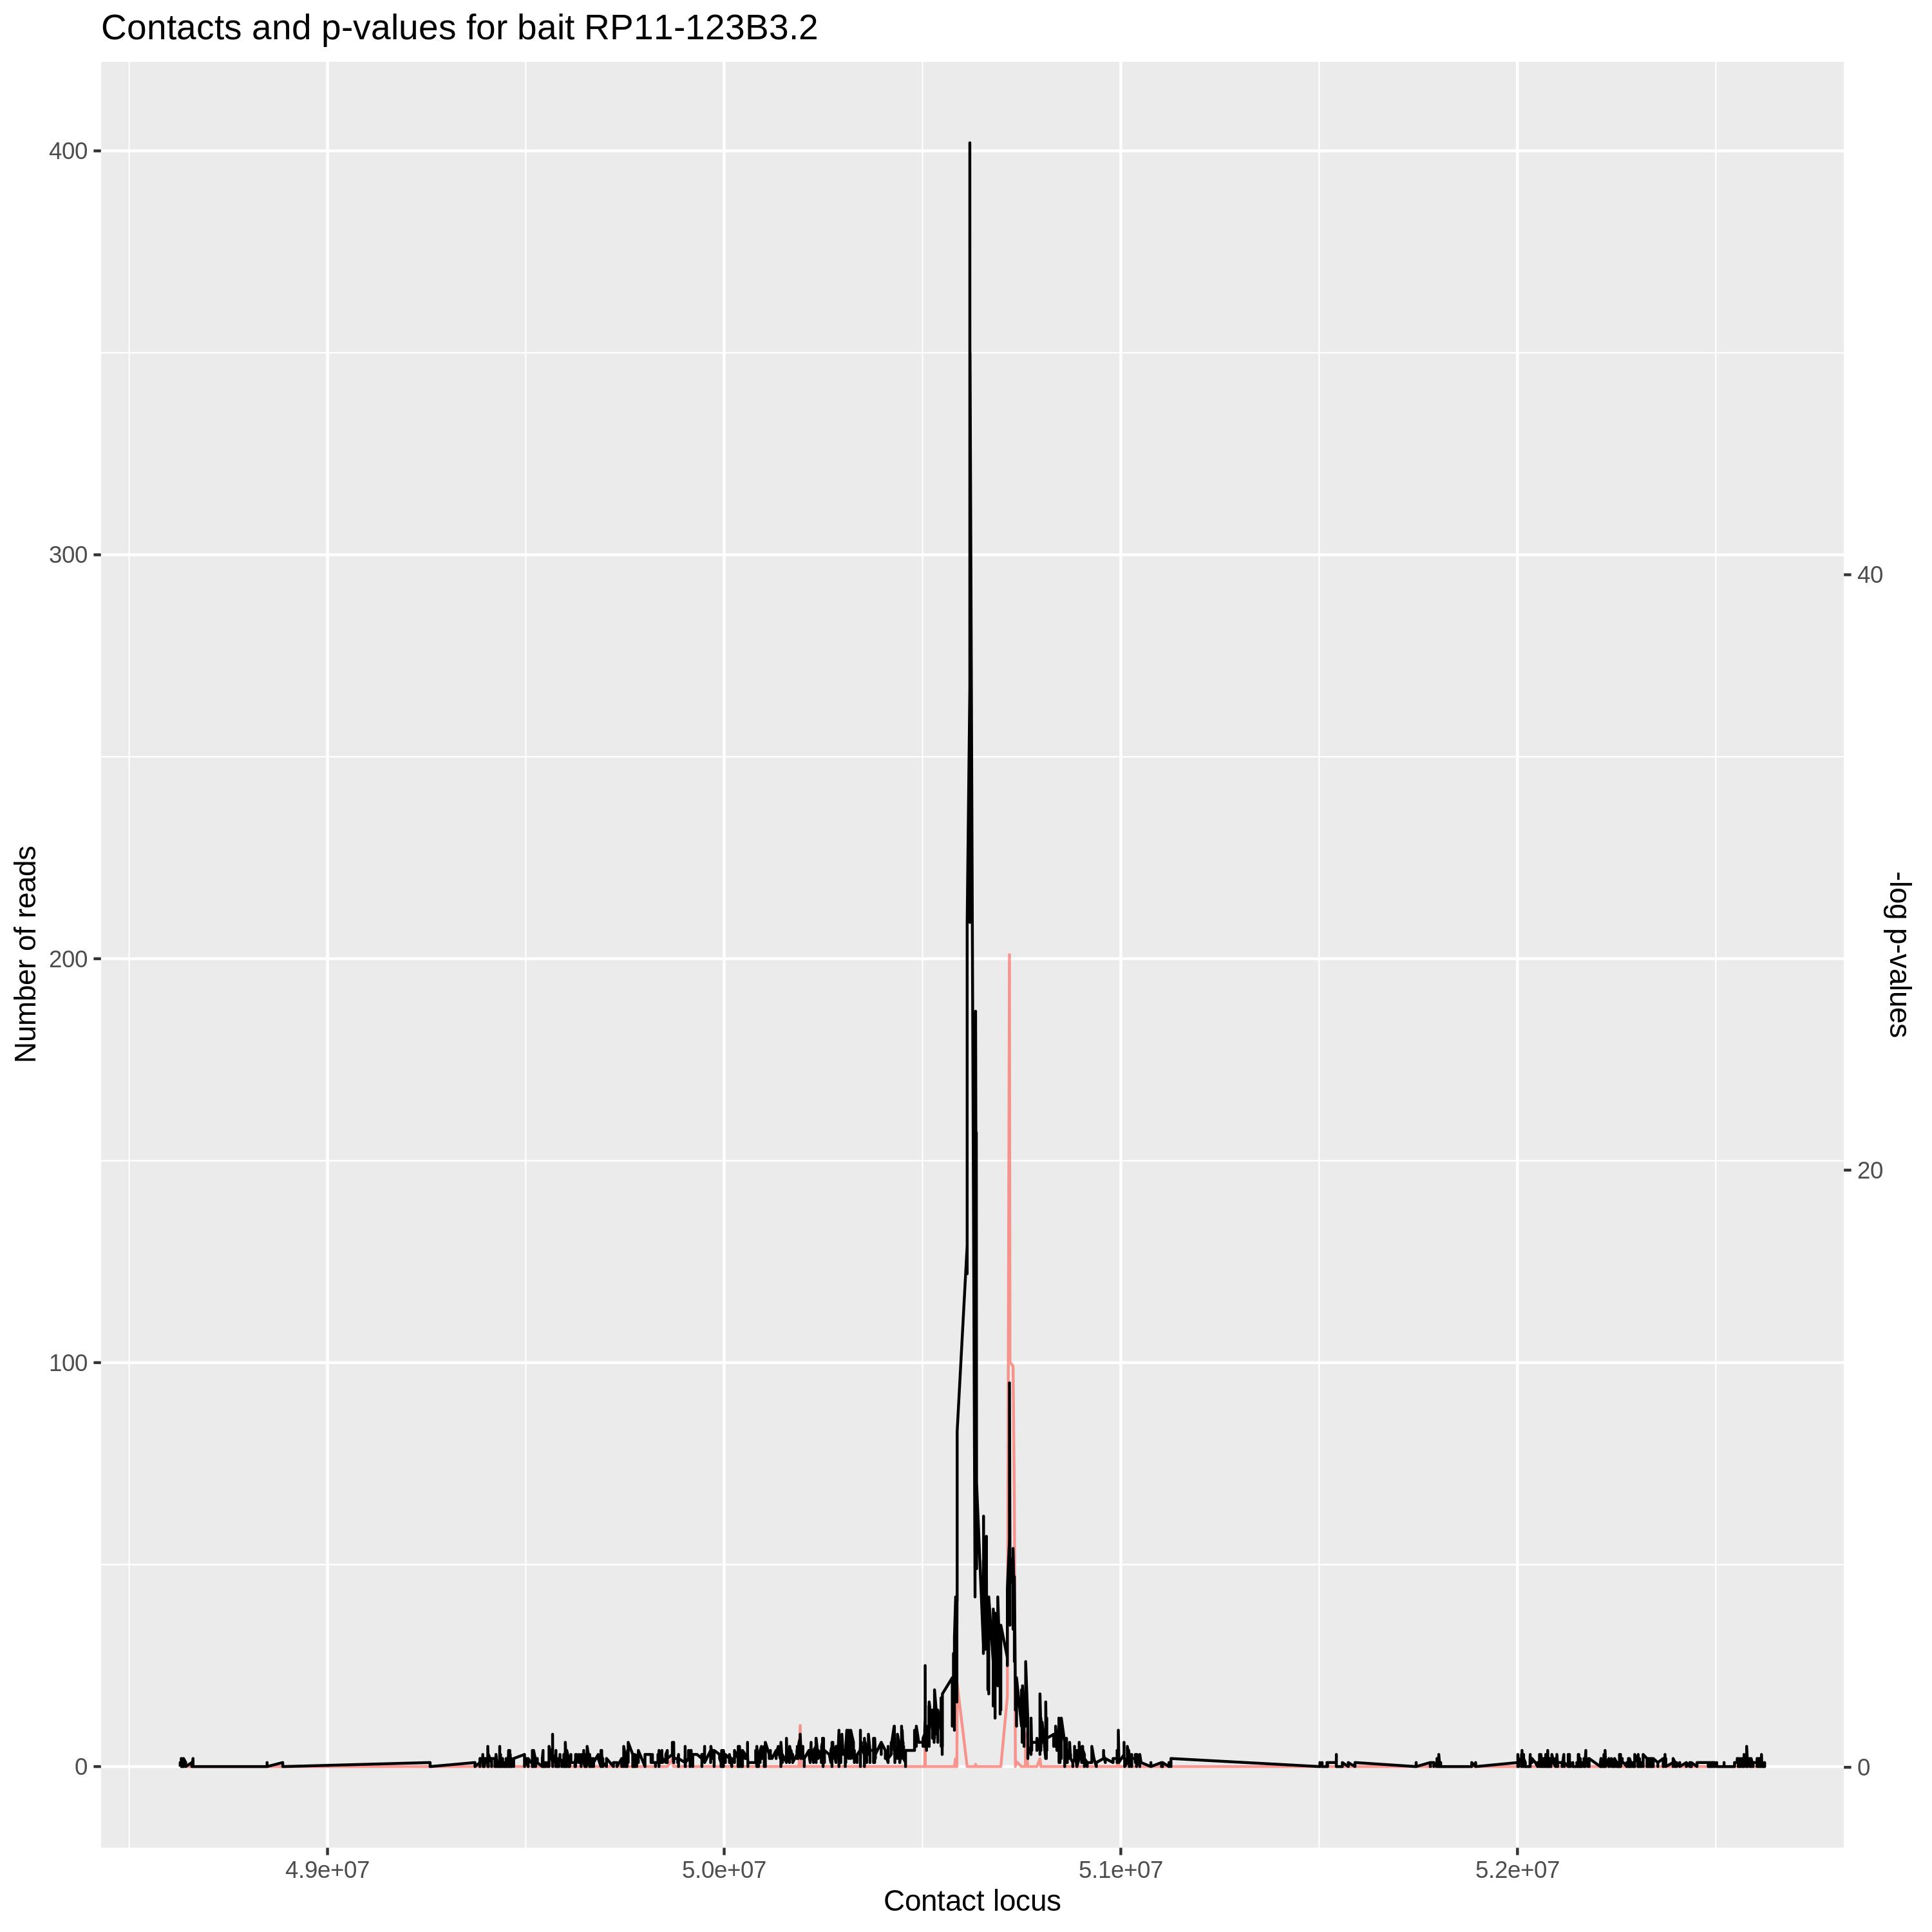 Contacts and p-values for bait RP11-123B3.2
400
300
200
100
0
Number of reads
40
20
0
-log p-values
4.9e+07
5.0e+07
5.1e+07
5.2e+07
Contact locus